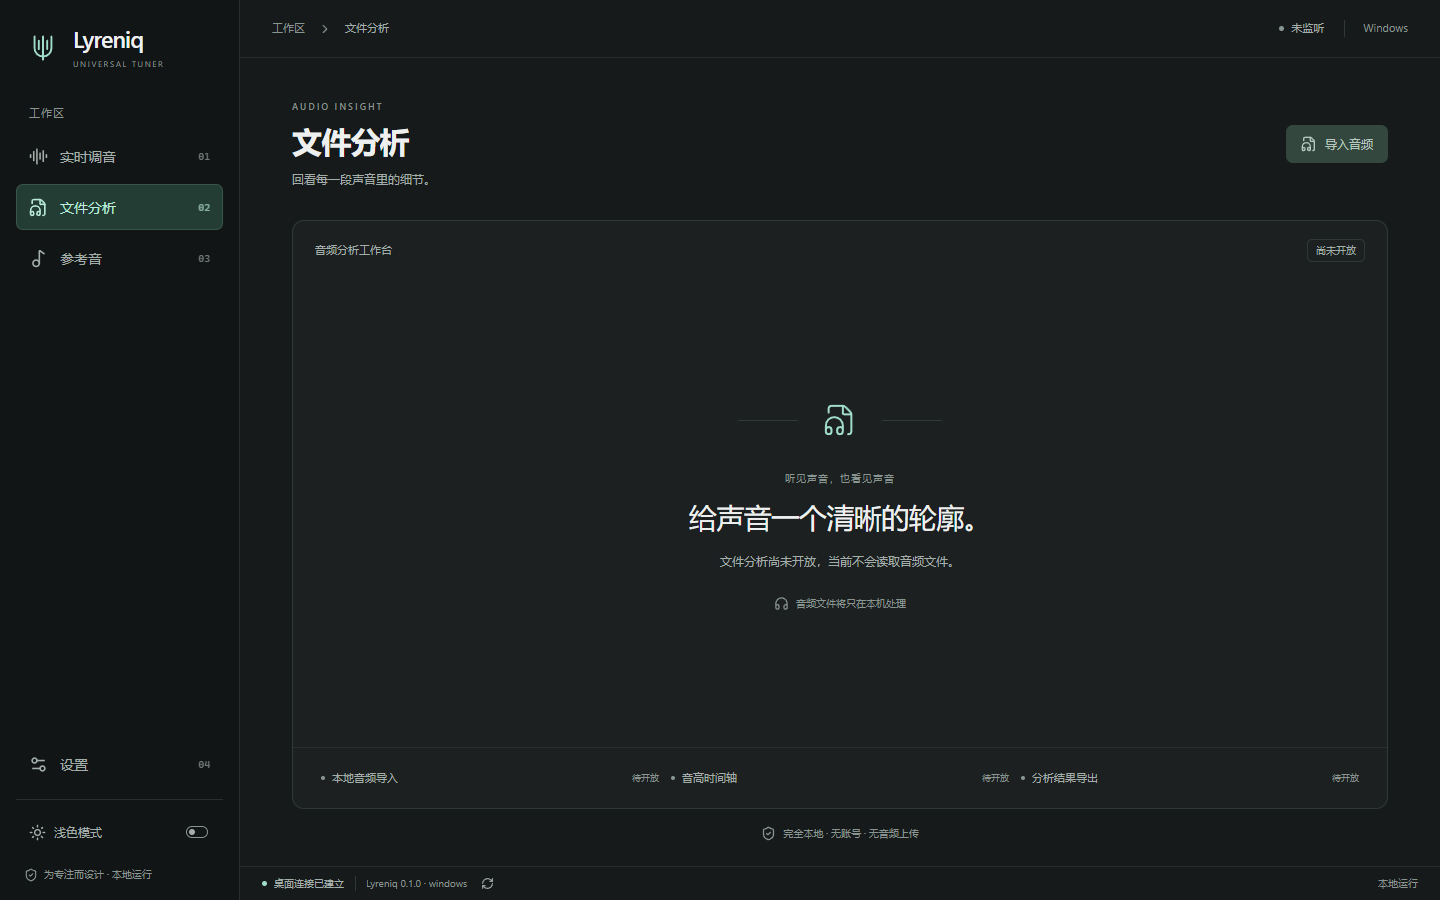 Lyreniq
UNIVERSAL TUNER
工作区
实时调音 01
文件分析 02
参考音 03
设置 04
浅色模式
为专注而设计 · 本地运行
工作区 > 文件分析
未监听
Windows
AUDIO INSIGHT
文件分析
回看每一段声音里的细节。
导入音频
音频分析工作台
尚未开放
听见声音，也看见声音
给声音一个清晰的轮廓。
文件分析尚未开放，当前不会读取音频文件。
音频文件将只在本机处理
本地音频导入 待开放
音高时间轴 待开放
分析结果导出 待开放
完全本地 · 无账号 · 无音频上传
桌面连接已建立
Lyreniq 0.1.0 · windows
本地运行